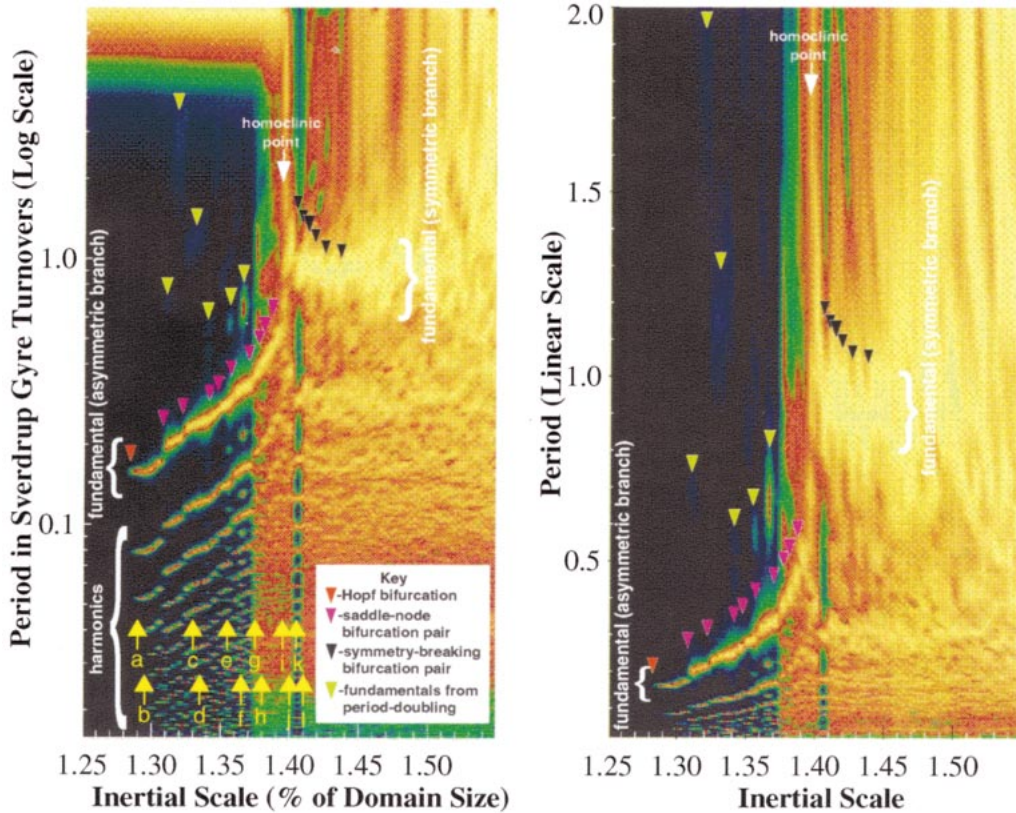 Period in Sverdrup Gyre Turnovers (Log Scale)
1.0
0.1
homoclinic
point
fundamental (symmetric branch)
fundamental (asymmetric branch)
harmonics
a
c
e
g
i
k
b
d
f
h
j
l
Key
-Hopf bifurcation
-saddle-node
bifurcation pair
-symmetry-breaking
bifurcation pair
-fundamentals from
period-doubling
1.25 1.30 1.35 1.40 1.45 1.50
Inertial Scale (% of Domain Size)
Period (Linear Scale)
2.0
1.5
1.0
0.5
homoclinic
point
fundamental (symmetric branch)
fundamental (asymmetric branch)
1.25 1.30 1.35 1.40 1.45 1.50
Inertial Scale